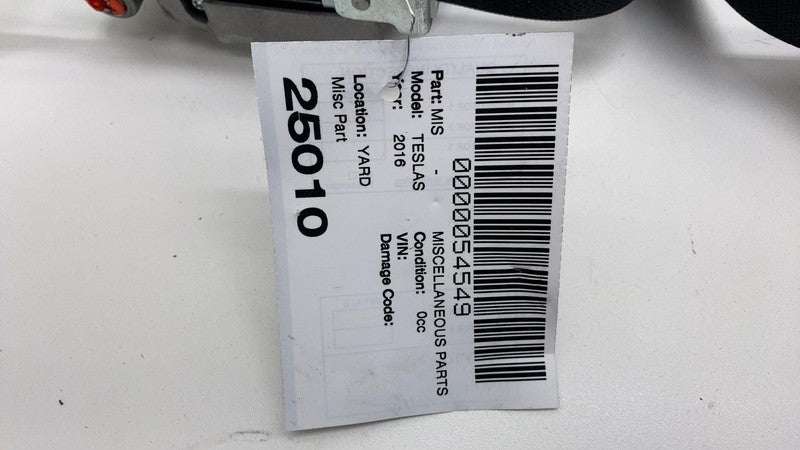 0000054549
Part: MIS - MISCELLANEOUS PARTS
Model: TESLAS Condition: 0cc
Year: 2016 VIN:
Damage Code:
Location: YARD
Misc Part
25010